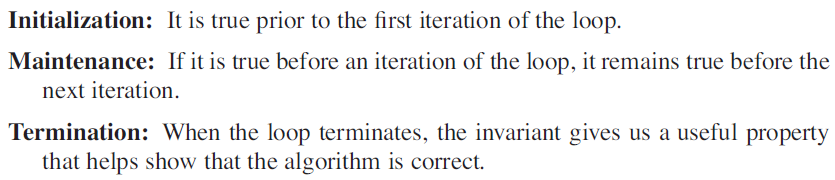 Initialization: It is true prior to the first iteration of the loop.
Maintenance: If it is true before an iteration of the loop, it remains true before the
next iteration.
Termination: When the loop terminates, the invariant gives us a useful property
that helps show that the algorithm is correct.